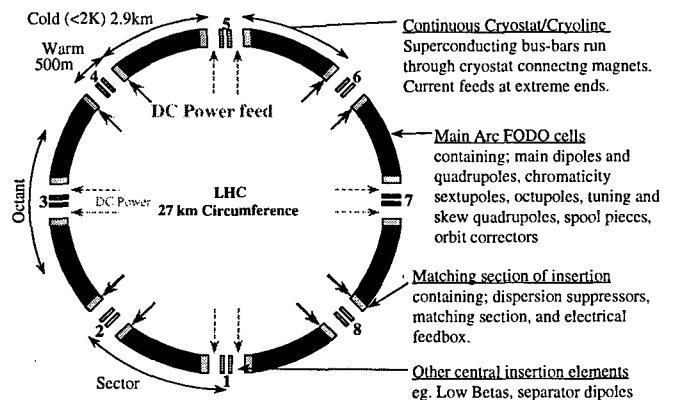 Cold (<2K) 2.9km
Warm
500m
5
4
6
Continuous Cryostat/Cryoline
Superconducting bus-bars run
through cryostat connectng magnets.
Current feeds at extreme ends.
DC Power feed
Main Arc FODO cells
containing; main dipoles and
quadrupoles, chromaticity
sextupoles, octupoles, tuning and
skew quadrupoles, spool pieces,
orbit correctors
Octant
3
DC Power
LHC
27 km Circumference
7
Matching section of insertion
containing; dispersion suppressors,
matching section, and electrical
feedbox.
2
8
Sector
1
Other central insertion elements
eg. Low Betas, separator dipoles